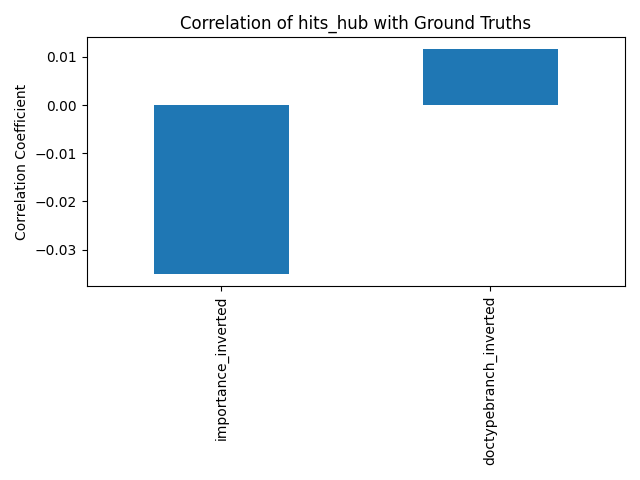 Correlation of hits_hub with Ground Truths
Correlation Coefficient
0.01
0.00
−0.01
−0.02
−0.03
importance_inverted
doctypebranch_inverted